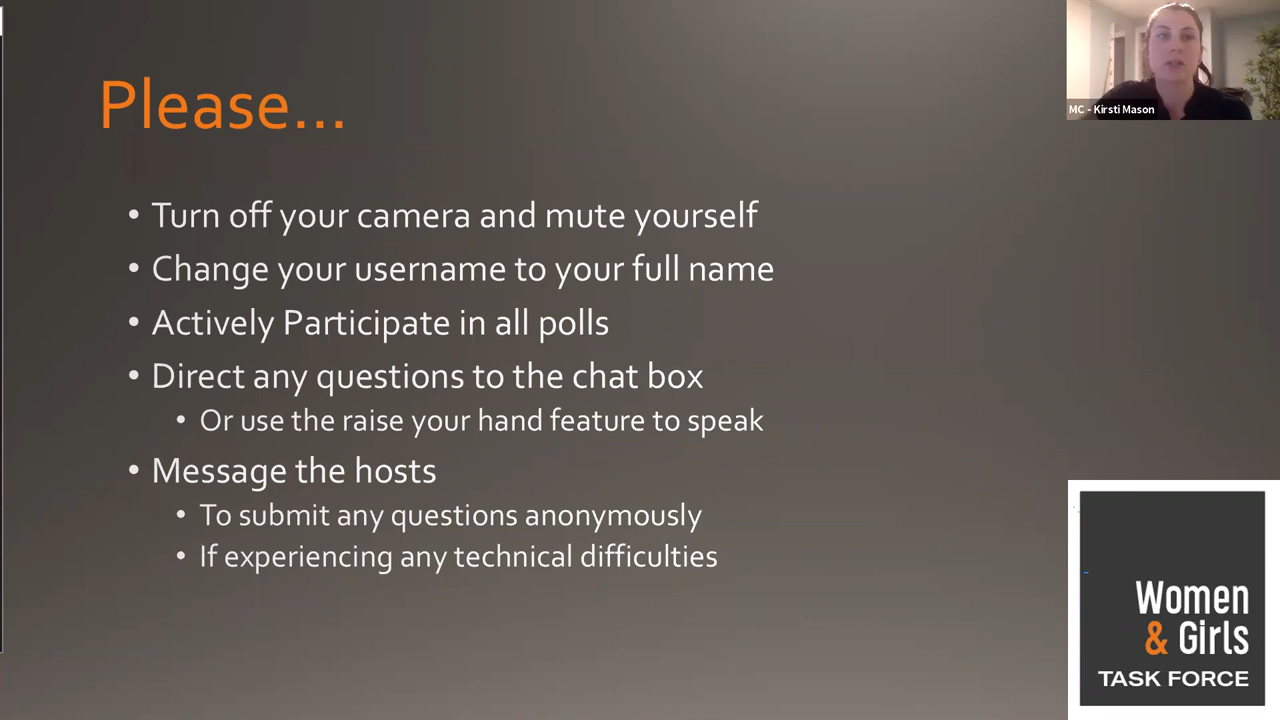 Please...
• Turn off your camera and mute yourself
• Change your username to your full name
• Actively Participate in all polls
• Direct any questions to the chat box
• Or use the raise your hand feature to speak
• Message the hosts
• To submit any questions anonymously
• If experiencing any technical difficulties
MC - Kirsti Mason
Women
& Girls
TASK FORCE